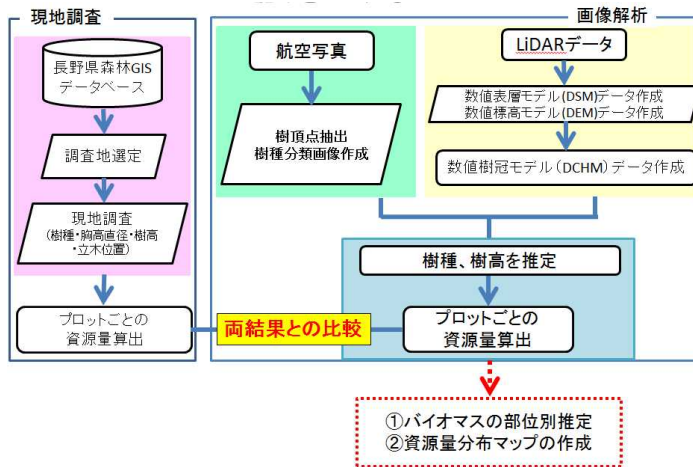 現地調査
長野県森林GIS
データベース
調査地選定
現地調査
(樹種・胸高直径・樹高
・立木位置)
プロットごとの
資源量算出
画像解析
航空写真
樹頂点抽出
樹種分類画像作成
LiDARデータ
数値表層モデル(DSM)データ作成
数値標高モデル(DEM)データ作成
数値樹冠モデル(DCHM)データ作成
樹種、樹高を推定
両結果との比較
プロットごとの
資源量算出
①バイオマスの部位別推定
②資源量分布マップの作成